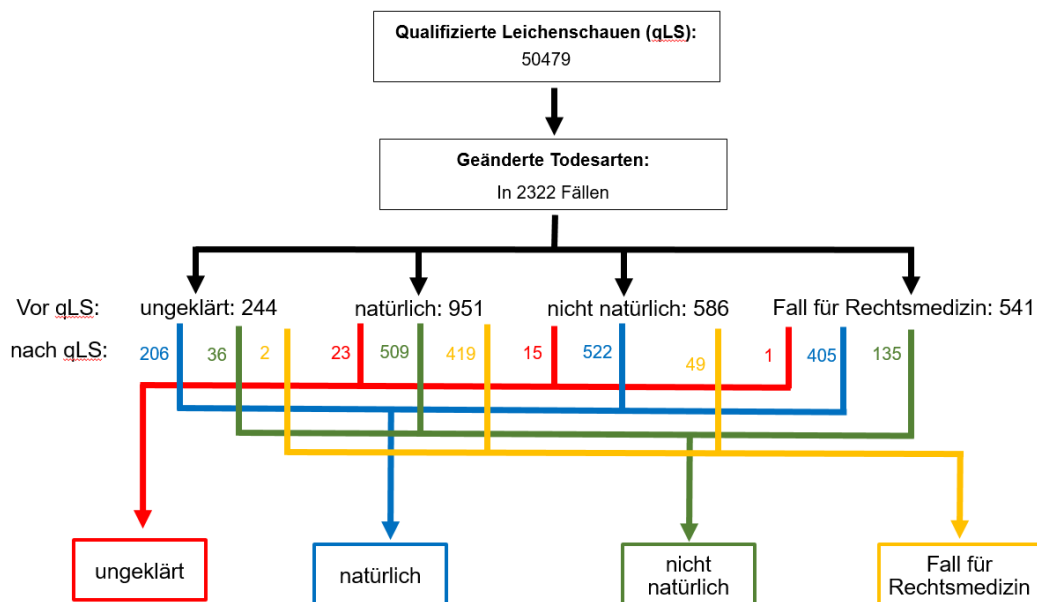 Qualifizierte Leichenschauen (qLS):
50479
Geänderte Todesarten:
In 2322 Fällen
Vor qLS: ungeklärt: 244 natürlich: 951 nicht natürlich: 586 Fall für Rechtsmedizin: 541
nach qLS: 206 36 2 23 509 419 15 522 49 1 405 135
ungeklärt
natürlich
nicht
natürlich
Fall für
Rechtsmedizin